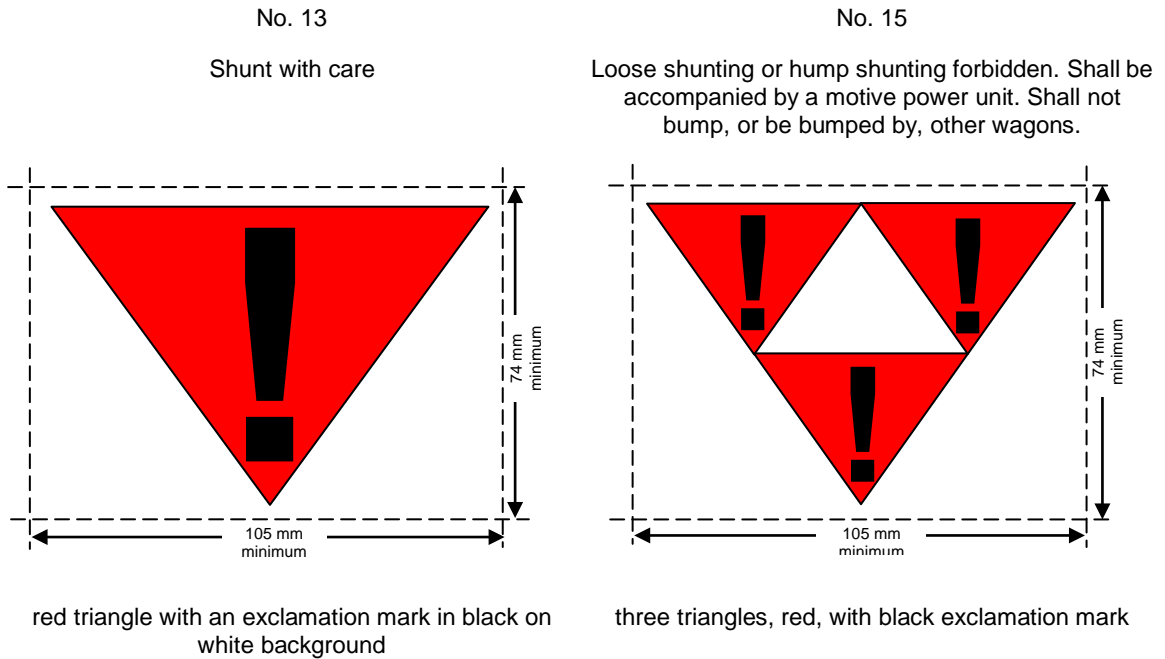 No. 13
Shunt with care
!
74 mm
minimum
105 mm
minimum
red triangle with an exclamation mark in black on
white background
No. 15
Loose shunting or hump shunting forbidden. Shall be
accompanied by a motive power unit. Shall not
bump, or be bumped by, other wagons.
! !
!
74 mm
minimum
105 mm
minimum
three triangles, red, with black exclamation mark